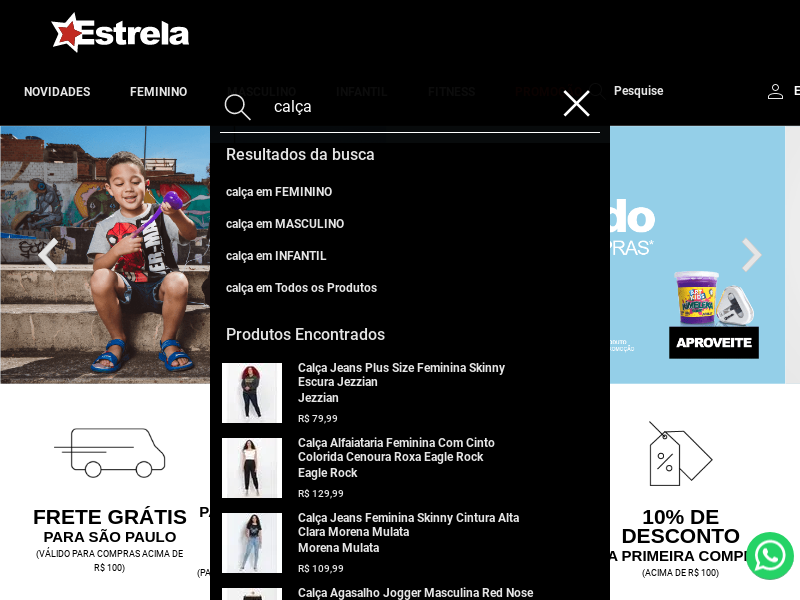 Estrela
NOVIDADES
FEMININO
MASCULINO
INFANTIL
FITNESS
Pesquise
E
calça
Resultados da busca
calça em FEMININO
calça em MASCULINO
calça em INFANTIL
calça em Todos os Produtos
Produtos Encontrados
Calça Jeans Plus Size Feminina Skinny
Escura Jezzian
Jezzian
R$ 79,99
Calça Alfaiataria Feminina Com Cinto
Colorida Cenoura Roxa Eagle Rock
Eagle Rock
R$ 129,99
Calça Jeans Feminina Skinny Cintura Alta
Clara Morena Mulata
Morena Mulata
R$ 109,99
Calça Agasalho Jogger Masculina Red Nose
do
PRAS*
APROVEITE
FRETE GRÁTIS
PARA SÃO PAULO
(VÁLIDO PARA COMPRAS ACIMA DE
R$ 100)
P
(PA
10% DE
DESCONTO
A PRIMEIRA COMP
(ACIMA DE R$ 100)